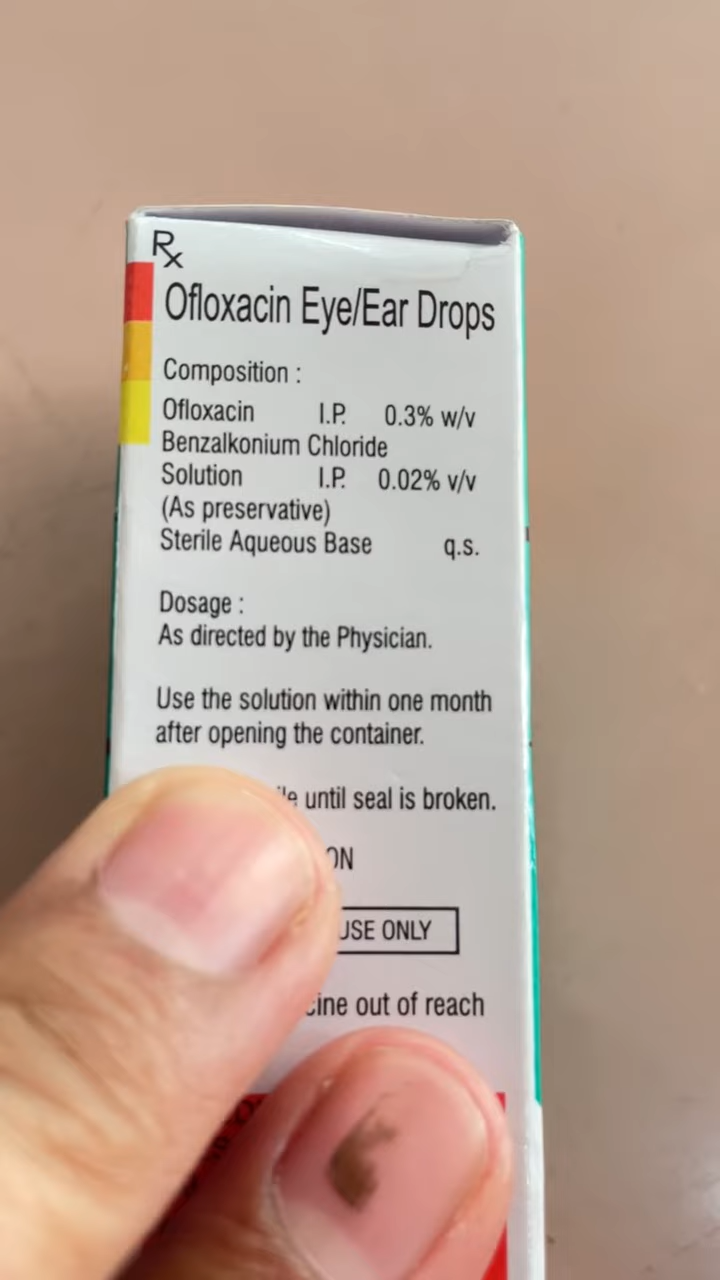 Rx
Ofloxacin Eye/Ear Drops
Composition :
Ofloxacin I.P. 0.3% w/v
Benzalkonium Chloride
Solution I.P. 0.02% v/v
(As preservative)
Sterile Aqueous Base q.s.
Dosage :
As directed by the Physician.
Use the solution within one month
after opening the container.
until seal is broken.
USE ONLY
out of reach